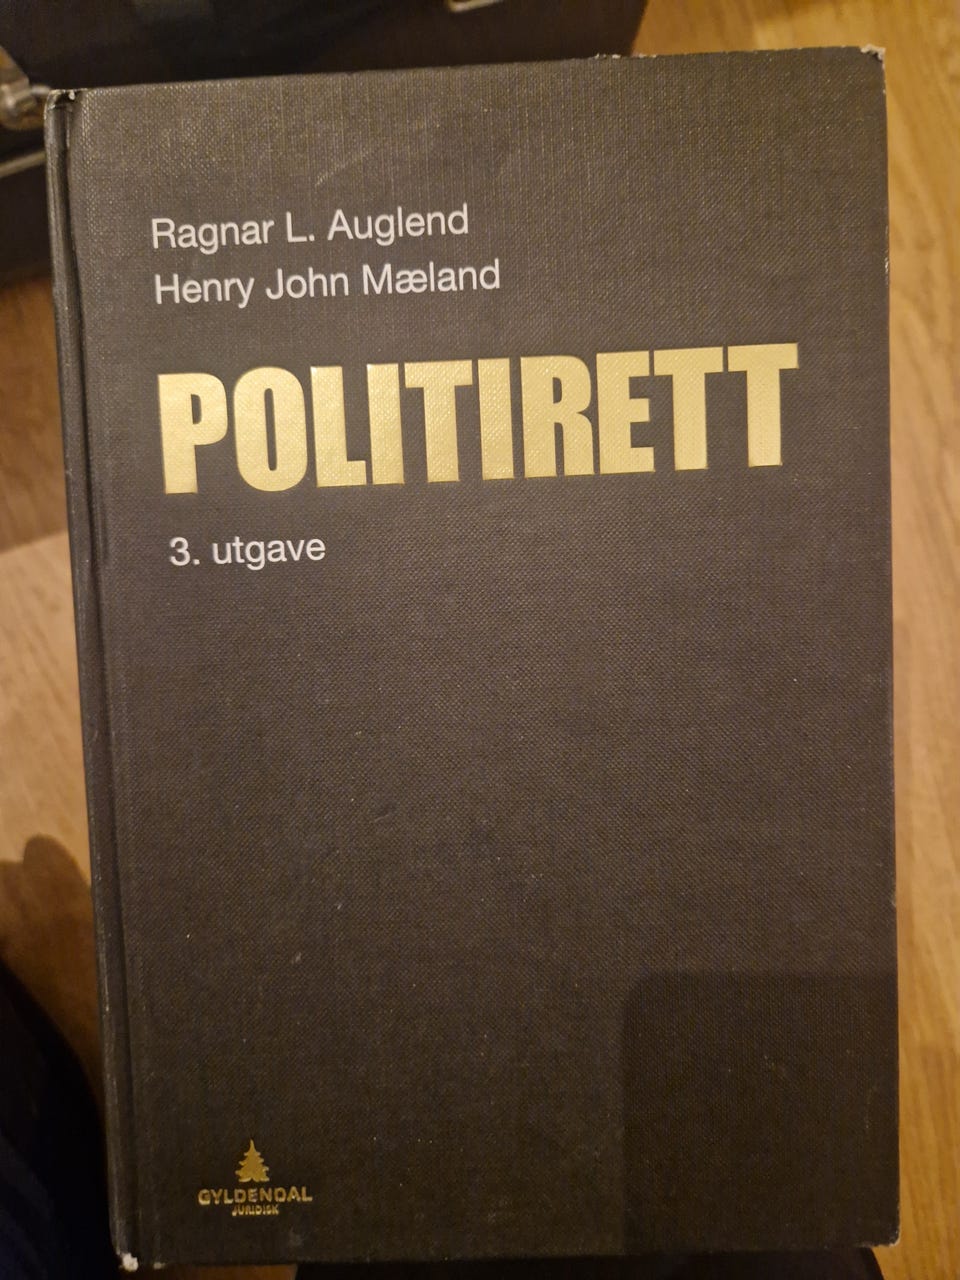 Ragnar L. Auglend
Henry John Mæland
POLITIRETT
3. utgave
GYLDENDAL
JURIDISK